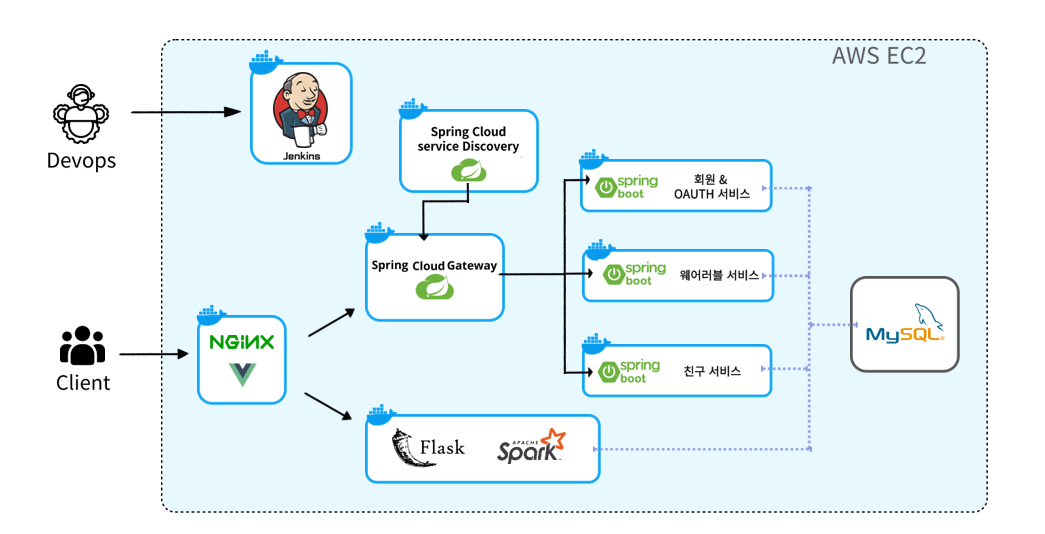 AWS EC2
Devops
Jenkins
Spring Cloud
service Discovery
spring
boot
회원 &
OAUTH 서비스
Spring Cloud Gateway
spring
boot
웨어러블 서비스
Client
NGiNX
MySQL
spring
boot
친구 서비스
Flask
APACHE
Spark